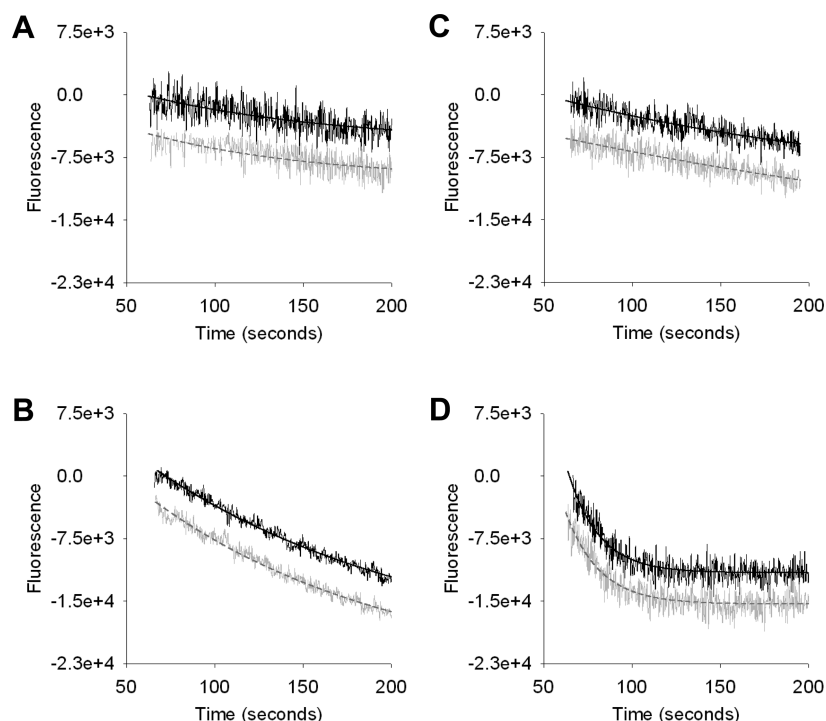 A
Fluorescence
7.5e+3
0.0
-7.5e+3
-1.5e+4
-2.3e+4
50 100 150 200
Time (seconds)
C
Fluorescence
7.5e+3
0.0
-7.5e+3
-1.5e+4
-2.3e+4
50 100 150 200
Time (seconds)
B
Fluorescence
7.5e+3
0.0
-7.5e+3
-1.5e+4
-2.3e+4
50 100 150 200
Time (seconds)
D
Fluorescence
7.5e+3
0.0
-7.5e+3
-1.5e+4
-2.3e+4
50 100 150 200
Time (seconds)